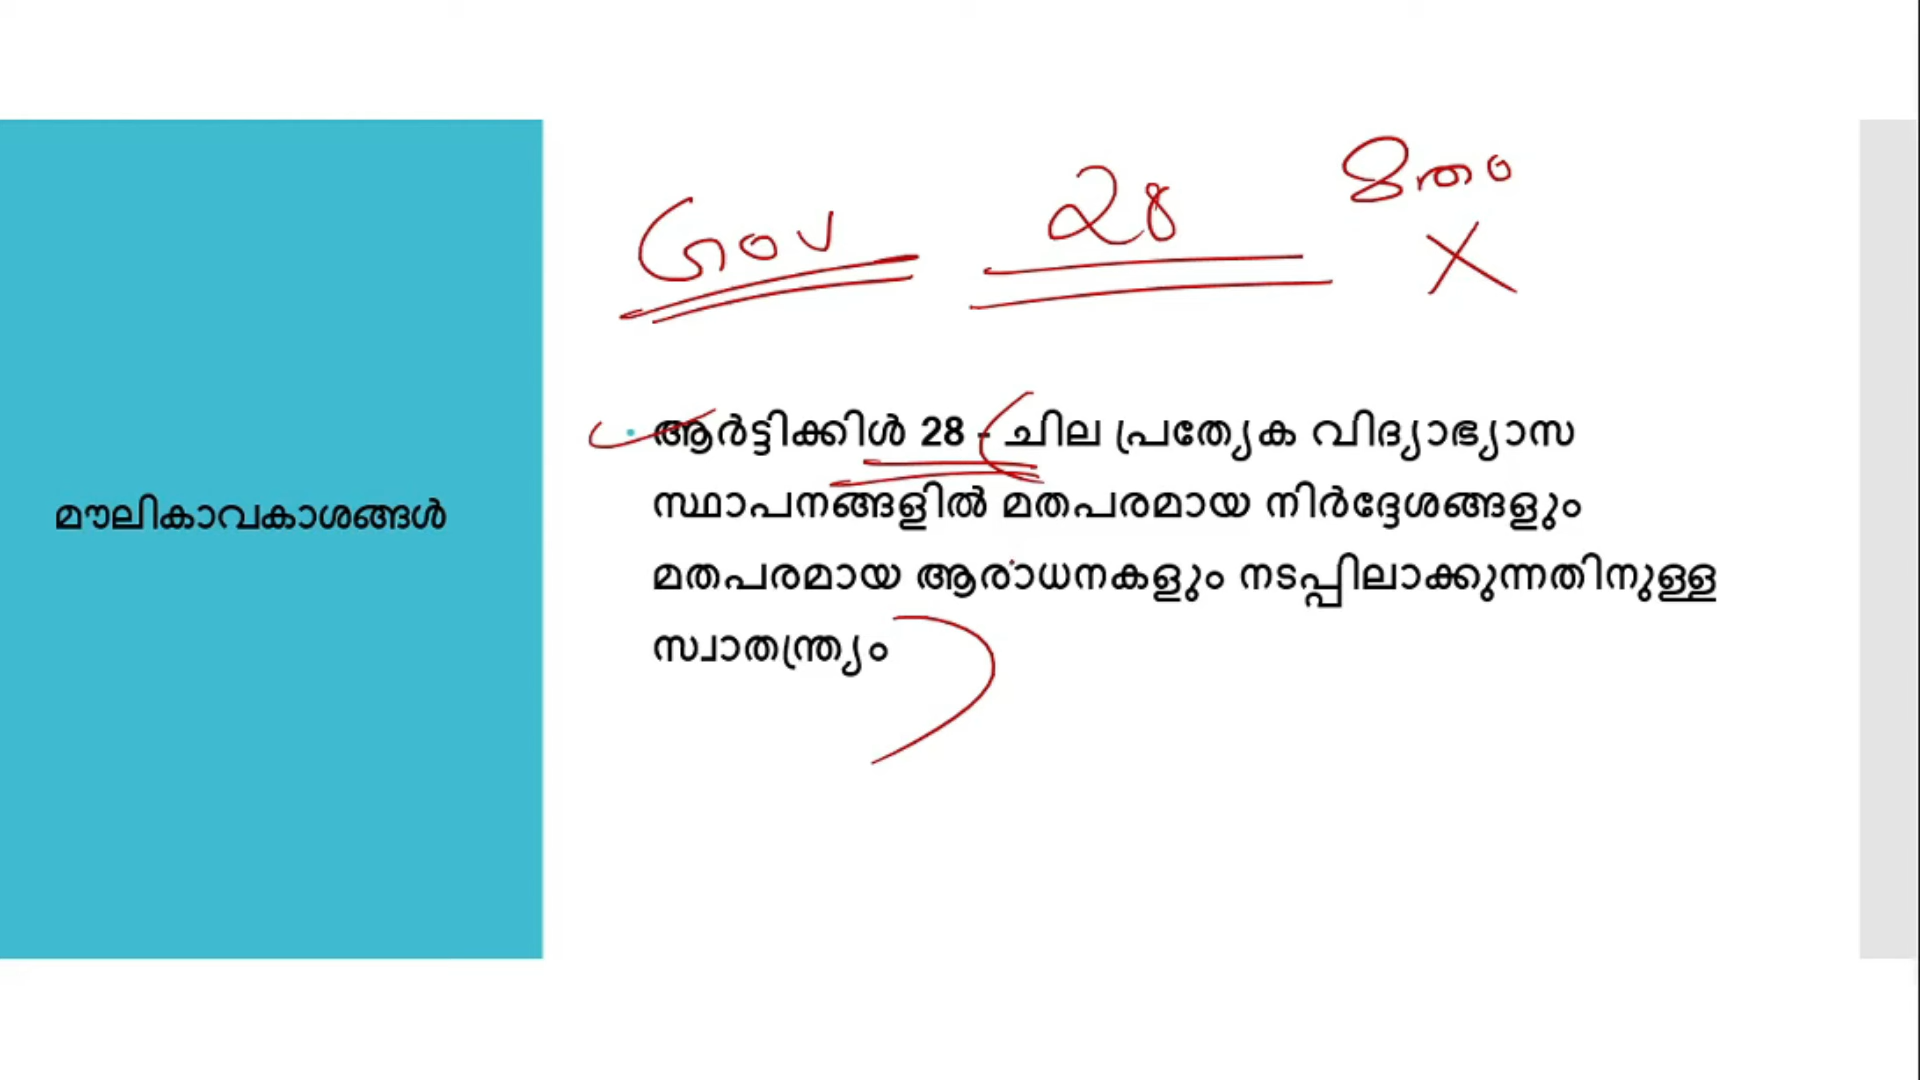 Gov 28 മതം
X
മൗലികാവകാശങ്ങൾ
ആർട്ടിക്കിൾ 28 - ചില പ്രത്യേക വിദ്യാഭ്യാസ
സ്ഥാപനങ്ങളിൽ മതപരമായ നിർദ്ദേശങ്ങളും
മതപരമായ ആരാധനകളും നടപ്പിലാക്കുന്നതിനുള്ള
സ്വാതന്ത്ര്യം